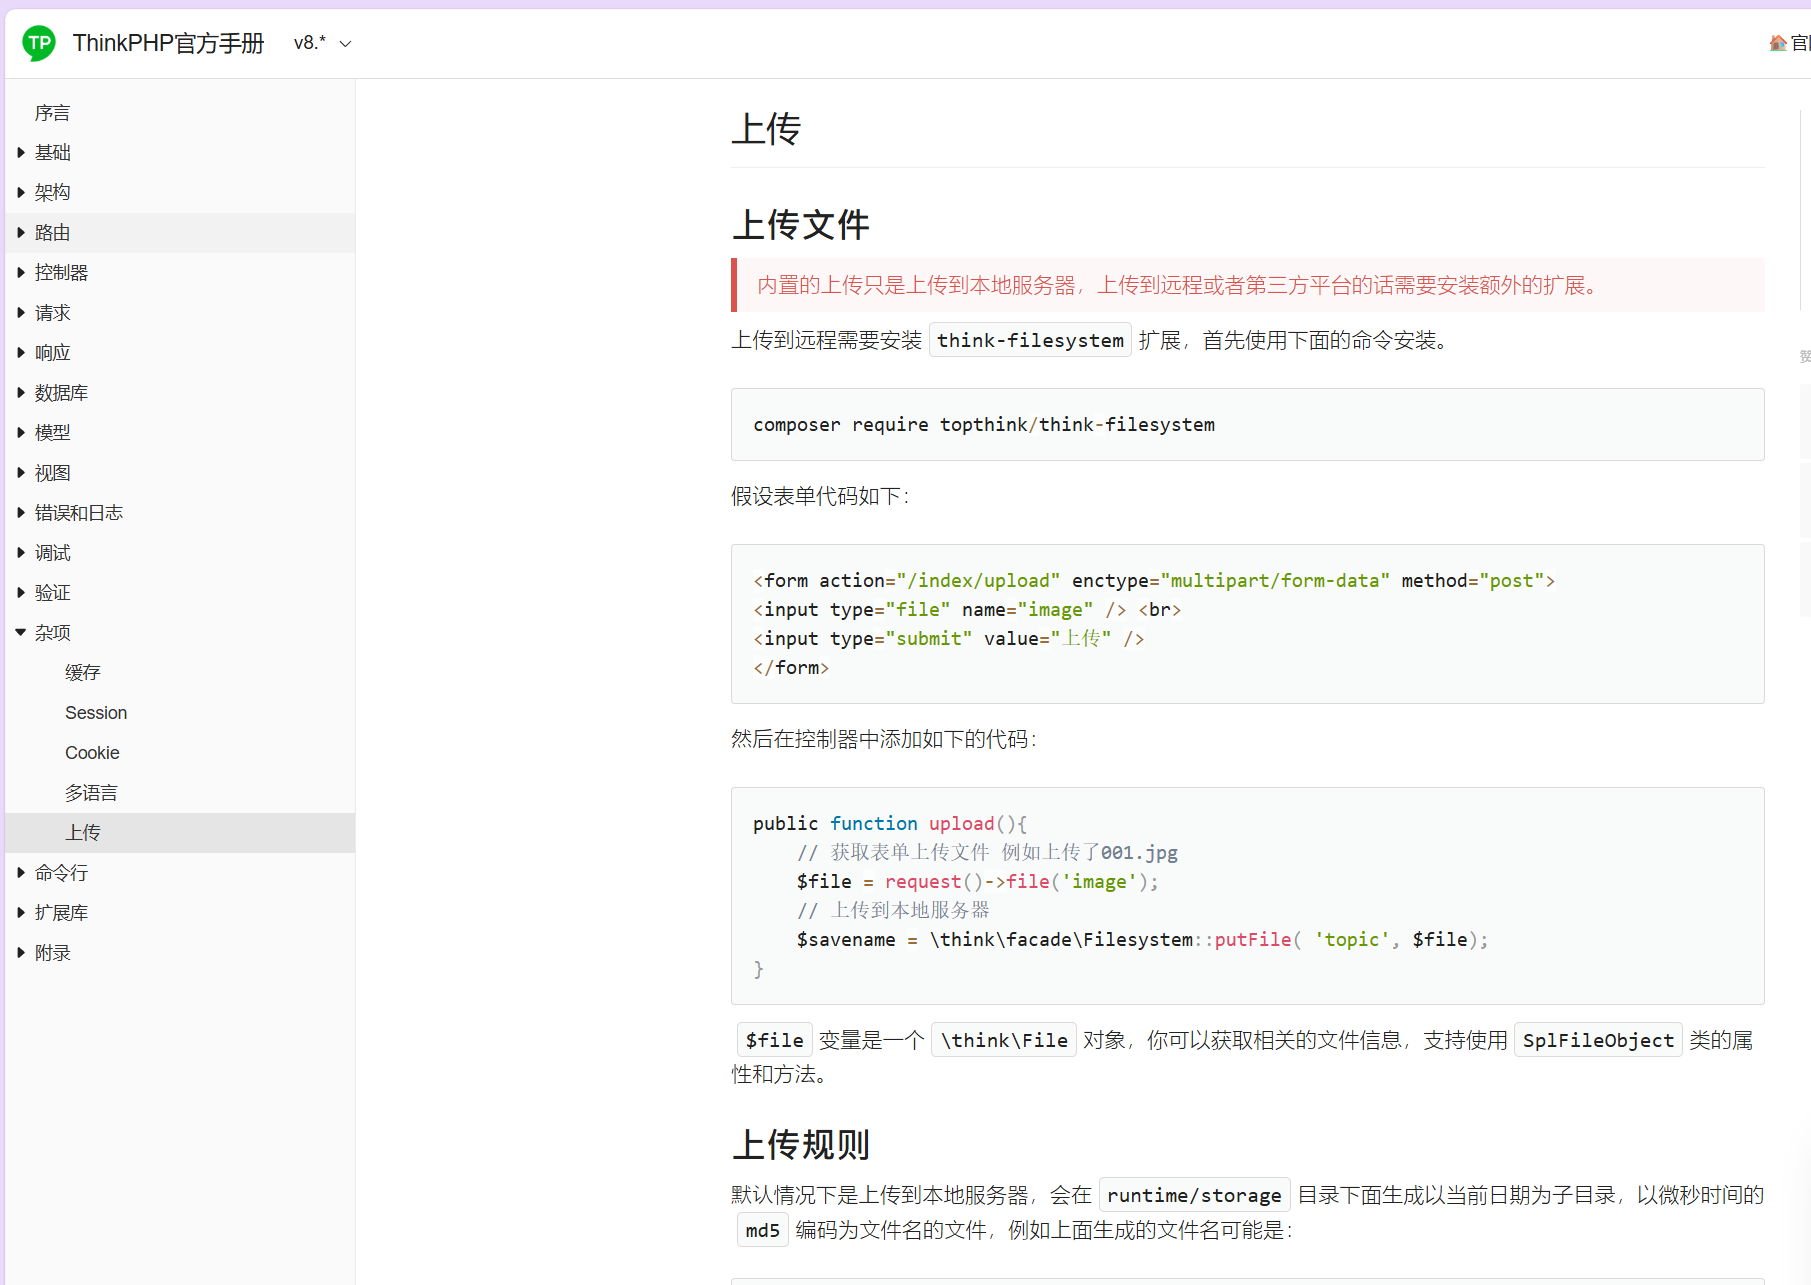 TP ThinkPHP官方手册 v8.*
官
序言
基础
架构
路由
控制器
请求
响应
数据库
模型
视图
错误和日志
调试
验证
杂项
缓存
Session
Cookie
多语言
上传
命令行
扩展库
附录
上传
上传文件
内置的上传只是上传到本地服务器，上传到远程或者第三方平台的话需要安装额外的扩展。
上传到远程需要安装 think-filesystem 扩展，首先使用下面的命令安装。
composer require topthink/think-filesystem
假设表单代码如下：
<form action="/index/upload" enctype="multipart/form-data" method="post">
<input type="file" name="image" /> <br>
<input type="submit" value="上传" />
</form>
然后在控制器中添加如下的代码：
public function upload(){
// 获取表单上传文件 例如上传了001.jpg
$file = request()->file('image');
// 上传到本地服务器
$savename = \think\facade\Filesystem::putFile( 'topic', $file);
}
$file 变量是一个 \think\File 对象，你可以获取相关的文件信息，支持使用 SplFileObject 类的属
性和方法。
上传规则
默认情况下是上传到本地服务器，会在 runtime/storage 目录下面生成以当前日期为子目录，以微秒时间的
md5 编码为文件名的文件，例如上面生成的文件名可能是：